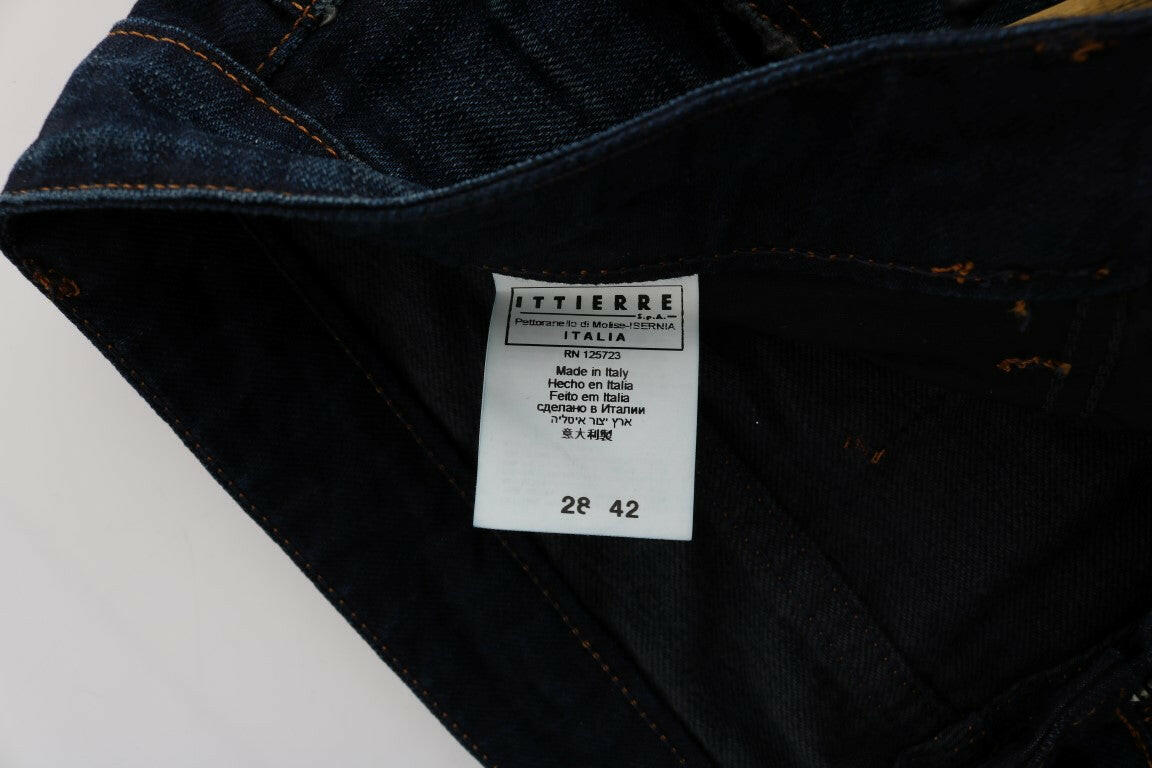 ITTIERRE
S.p.A.
Pettoranello di Molise-ISERNIA
ITALIA
RN 125723
Made in Italy
Hecho en Italia
Feito em Italia
сделано в Италии
ארץ יצור איטליה
意大利製
28 42